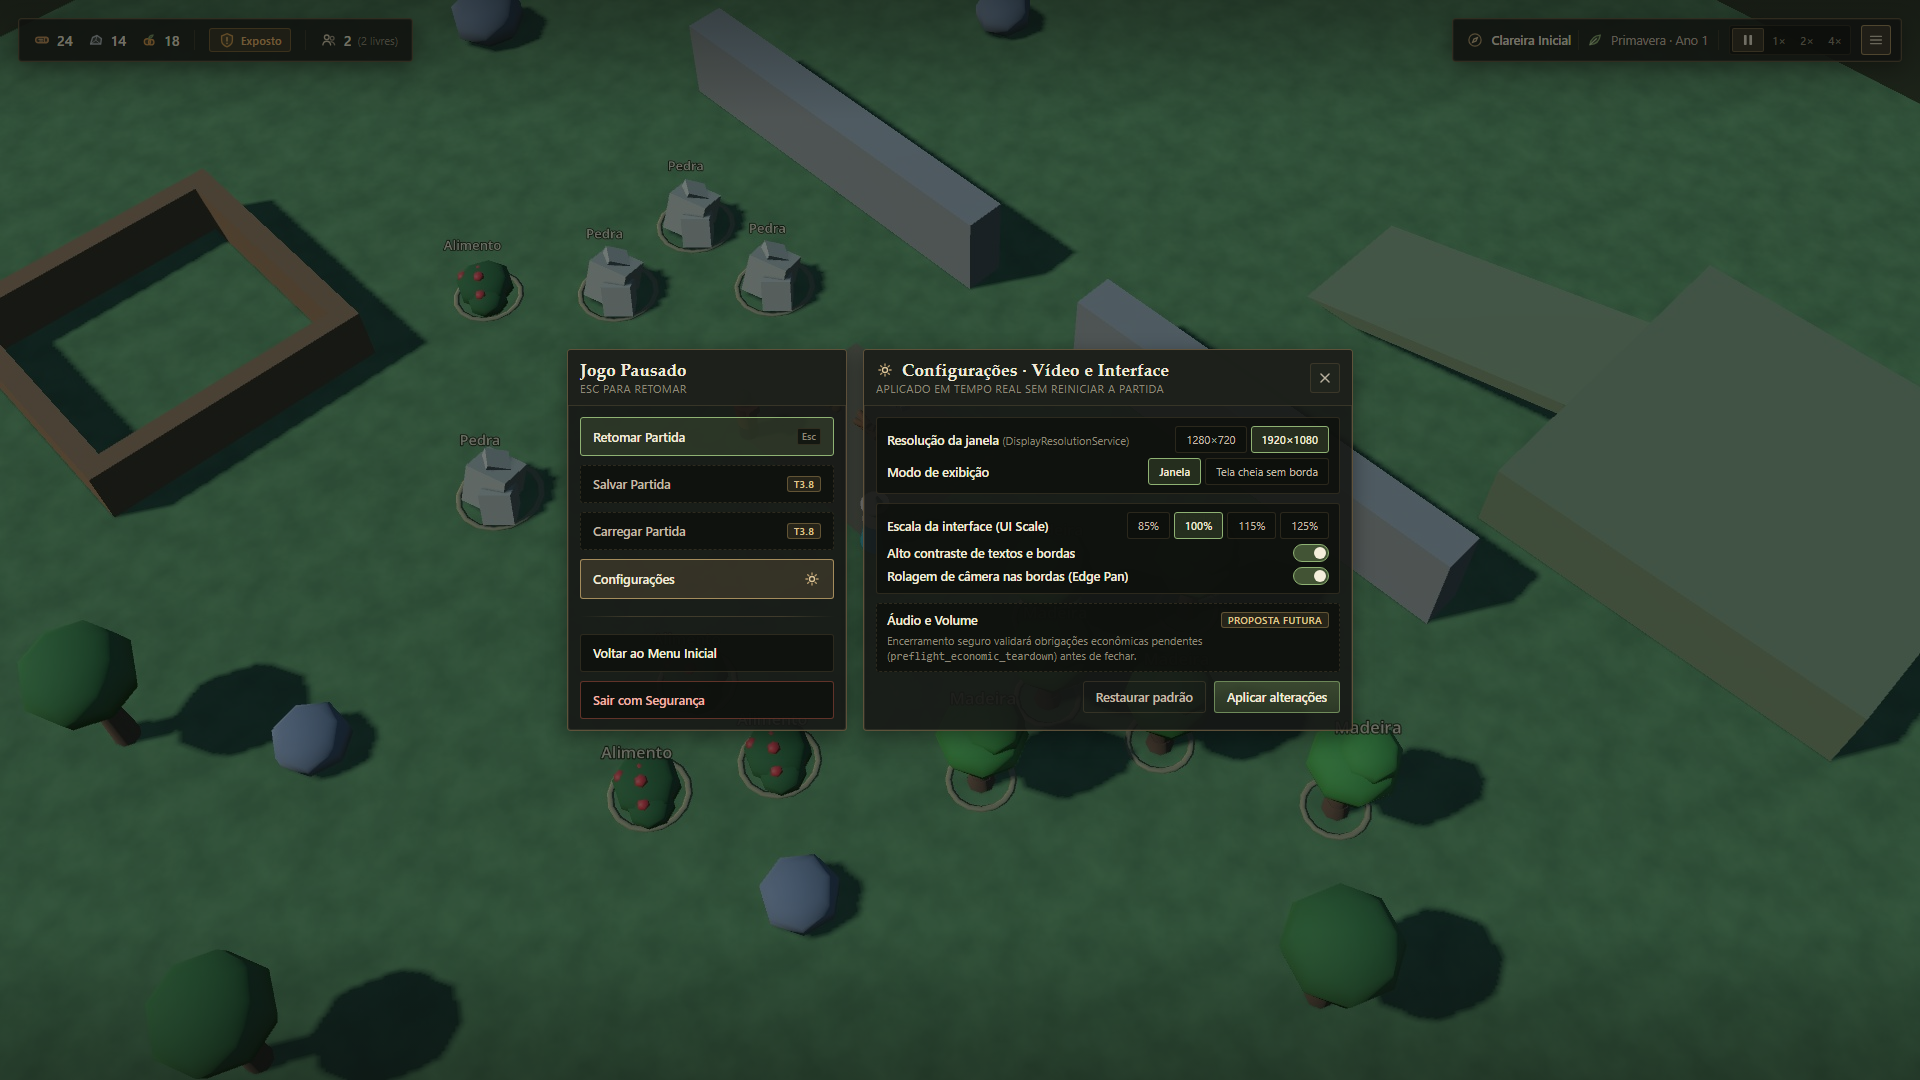 24 14 18 Exposto 2 (2 livres)
Clareira Inicial Primavera · Ano 1 1× 2× 4×
Pedra
Pedra
Pedra
Alimento
Pedra
Jogo Pausado
ESC PARA RETOMAR
Retomar Partida Esc
Salvar Partida T3.8
Carregar Partida T3.8
Configurações
Voltar ao Menu Inicial
Sair com Segurança
Configurações · Vídeo e Interface
APLICADO EM TEMPO REAL SEM REINICIAR A PARTIDA
Resolução da janela (DisplayResolutionService) 1280×720 1920×1080
Modo de exibição Janela Tela cheia sem borda
Escala da interface (UI Scale) 85% 100% 115% 125%
Alto contraste de textos e bordas
Rolagem de câmera nas bordas (Edge Pan)
Áudio e Volume PROPOSTA FUTURA
Encerramento seguro validará obrigações econômicas pendentes
(preflight_economic_teardown) antes de fechar.
Madeira
Restaurar padrão Aplicar alterações
Alimento
Alimento
Madeira